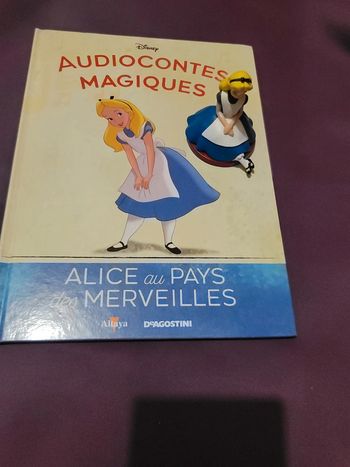 Disney
AUDIOCONTES
MAGIQUES
ALICE au PAYS
des MERVEILLES
Altaya
DeAGOSTINI